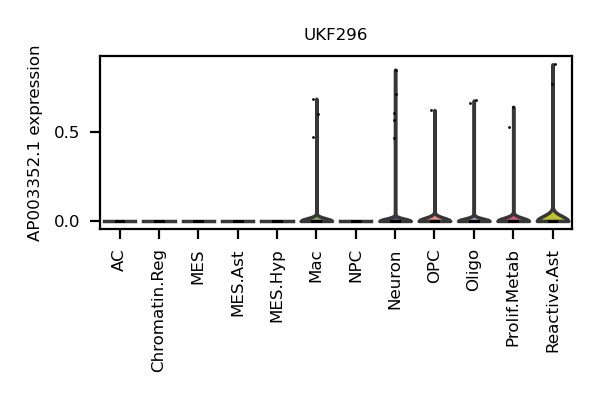 UKF296
AP003352.1 expression
0.5
0.0
AC
Chromatin.Reg
MES
MES.Ast
MES.Hyp
Mac
NPC
Neuron
OPC
Oligo
Prolif.Metab
Reactive.Ast